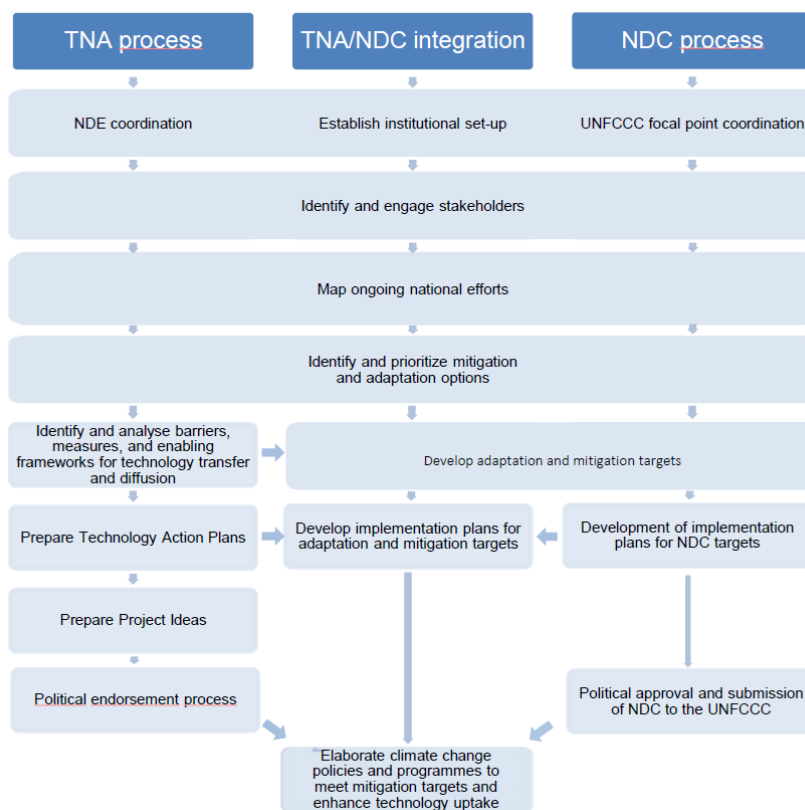 TNA process
TNA/NDC integration
NDC process
NDE coordination
Establish institutional set-up
UNFCCC focal point coordination
Identify and engage stakeholders
Map ongoing national efforts
Identify and prioritize mitigation
and adaptation options
Identify and analyse barriers,
measures, and enabling
frameworks for technology transfer
and diffusion
Develop adaptation and mitigation targets
Prepare Technology Action Plans
Develop implementation plans for
adaptation and mitigation targets
Development of implementation
plans for NDC targets
Prepare Project Ideas
Political endorsement process
Political approval and submission
of NDC to the UNFCCC
Elaborate climate change
policies and programmes to
meet mitigation targets and
enhance technology uptake